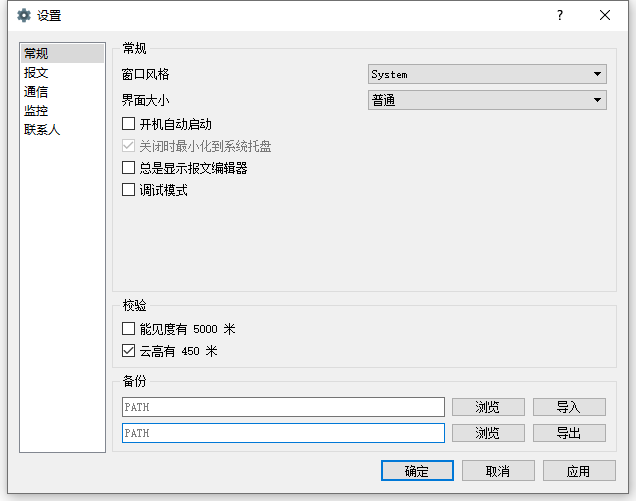 设置
常规
报文
通信
监控
联系人
常规
窗口风格 System
界面大小 普通
开机自动启动
关闭时最小化到系统托盘
总是显示报文编辑器
调试模式
校验
能见度有 5000 米
云高有 450 米
备份
PATH 浏览 导入
PATH 浏览 导出
确定 取消 应用